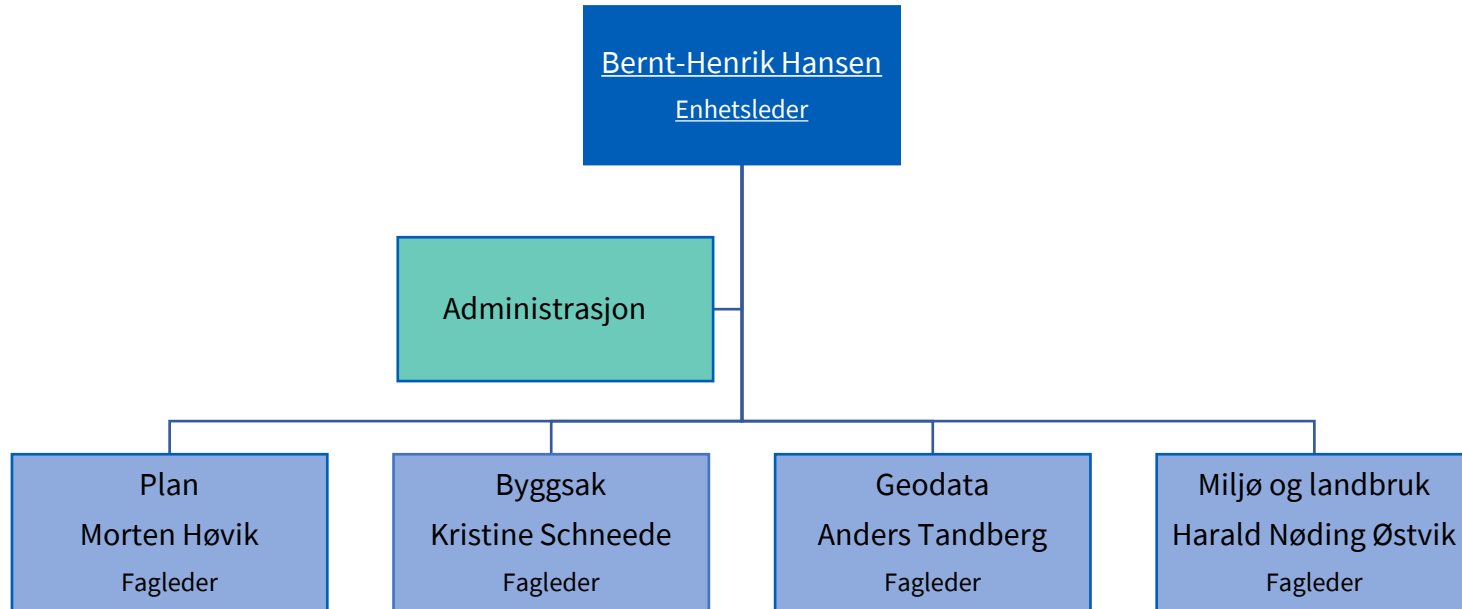 Bernt-Henrik Hansen
Enhetsleder
Administrasjon
Plan
Morten Høvik
Fagleder
Byggsak
Kristine Schneede
Fagleder
Geodata
Anders Tandberg
Fagleder
Miljø og landbruk
Harald Nøding Østvik
Fagleder